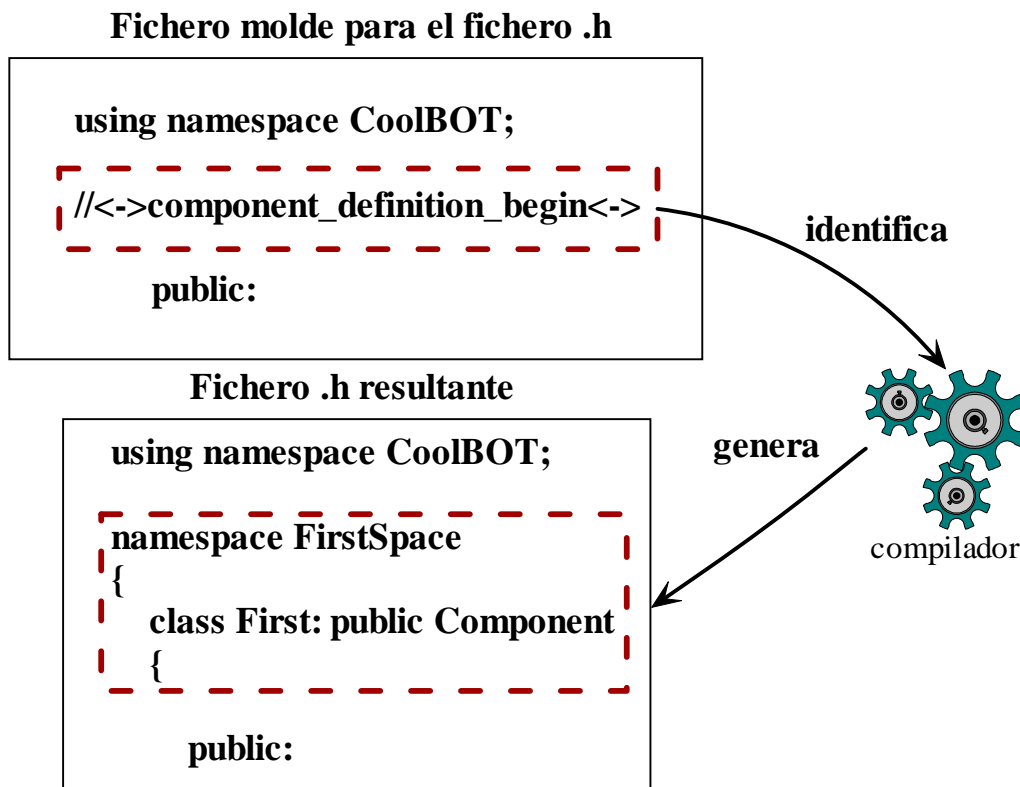 Fichero molde para el fichero .h
using namespace CoolBOT;
//<->component_definition_begin<->
public:
identifica
Fichero .h resultante
using namespace CoolBOT;
genera
namespace FirstSpace
{
class First: public Component
{
public:
compilador